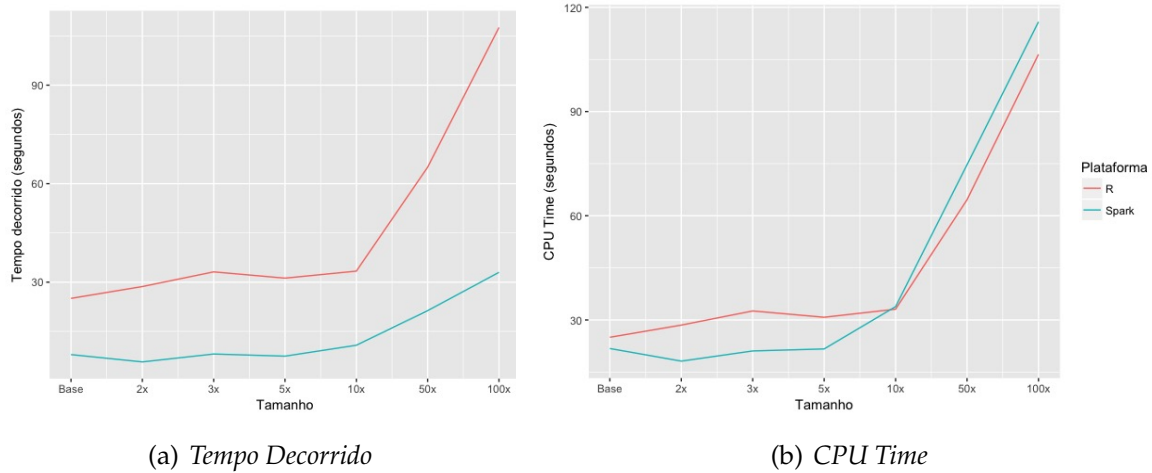 Tempo decorrido (segundos)
90
60
30
Base 2x 3x 5x 10x 50x 100x
Tamanho
(a) Tempo Decorrido
CPU Time (segundos)
120
90
60
30
Base 2x 3x 5x 10x 50x 100x
Tamanho
(b) CPU Time
Plataforma
R
Spark